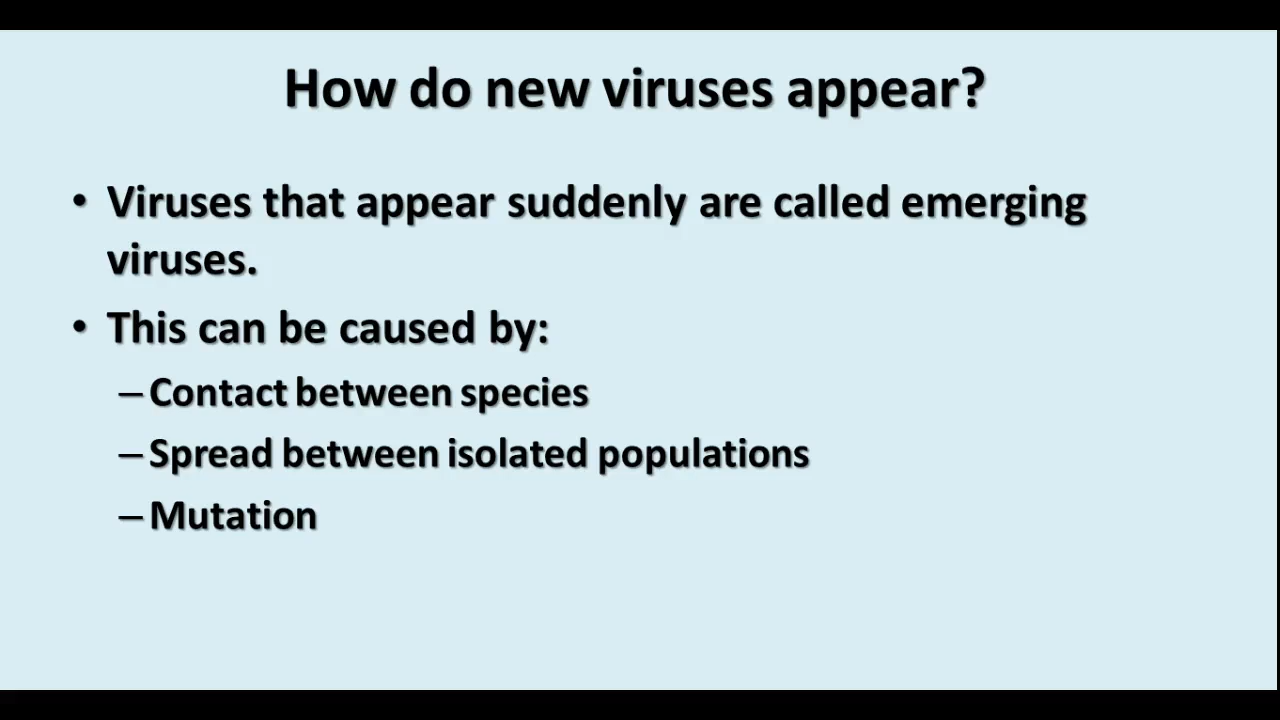 How do new viruses appear?
• Viruses that appear suddenly are called emerging
viruses.
• This can be caused by:
– Contact between species
– Spread between isolated populations
– Mutation